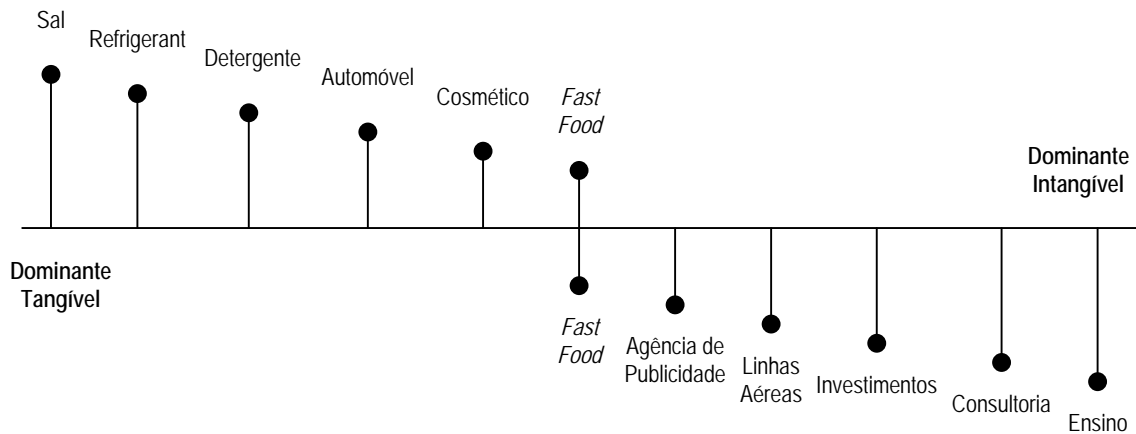 Sal
Refrigerant
Detergente
Automóvel
Cosmético
Fast
Food
Dominante
Intangível
Dominante
Tangível
Fast
Food
Agência de
Publicidade
Linhas
Aéreas
Investimentos
Consultoria
Ensino